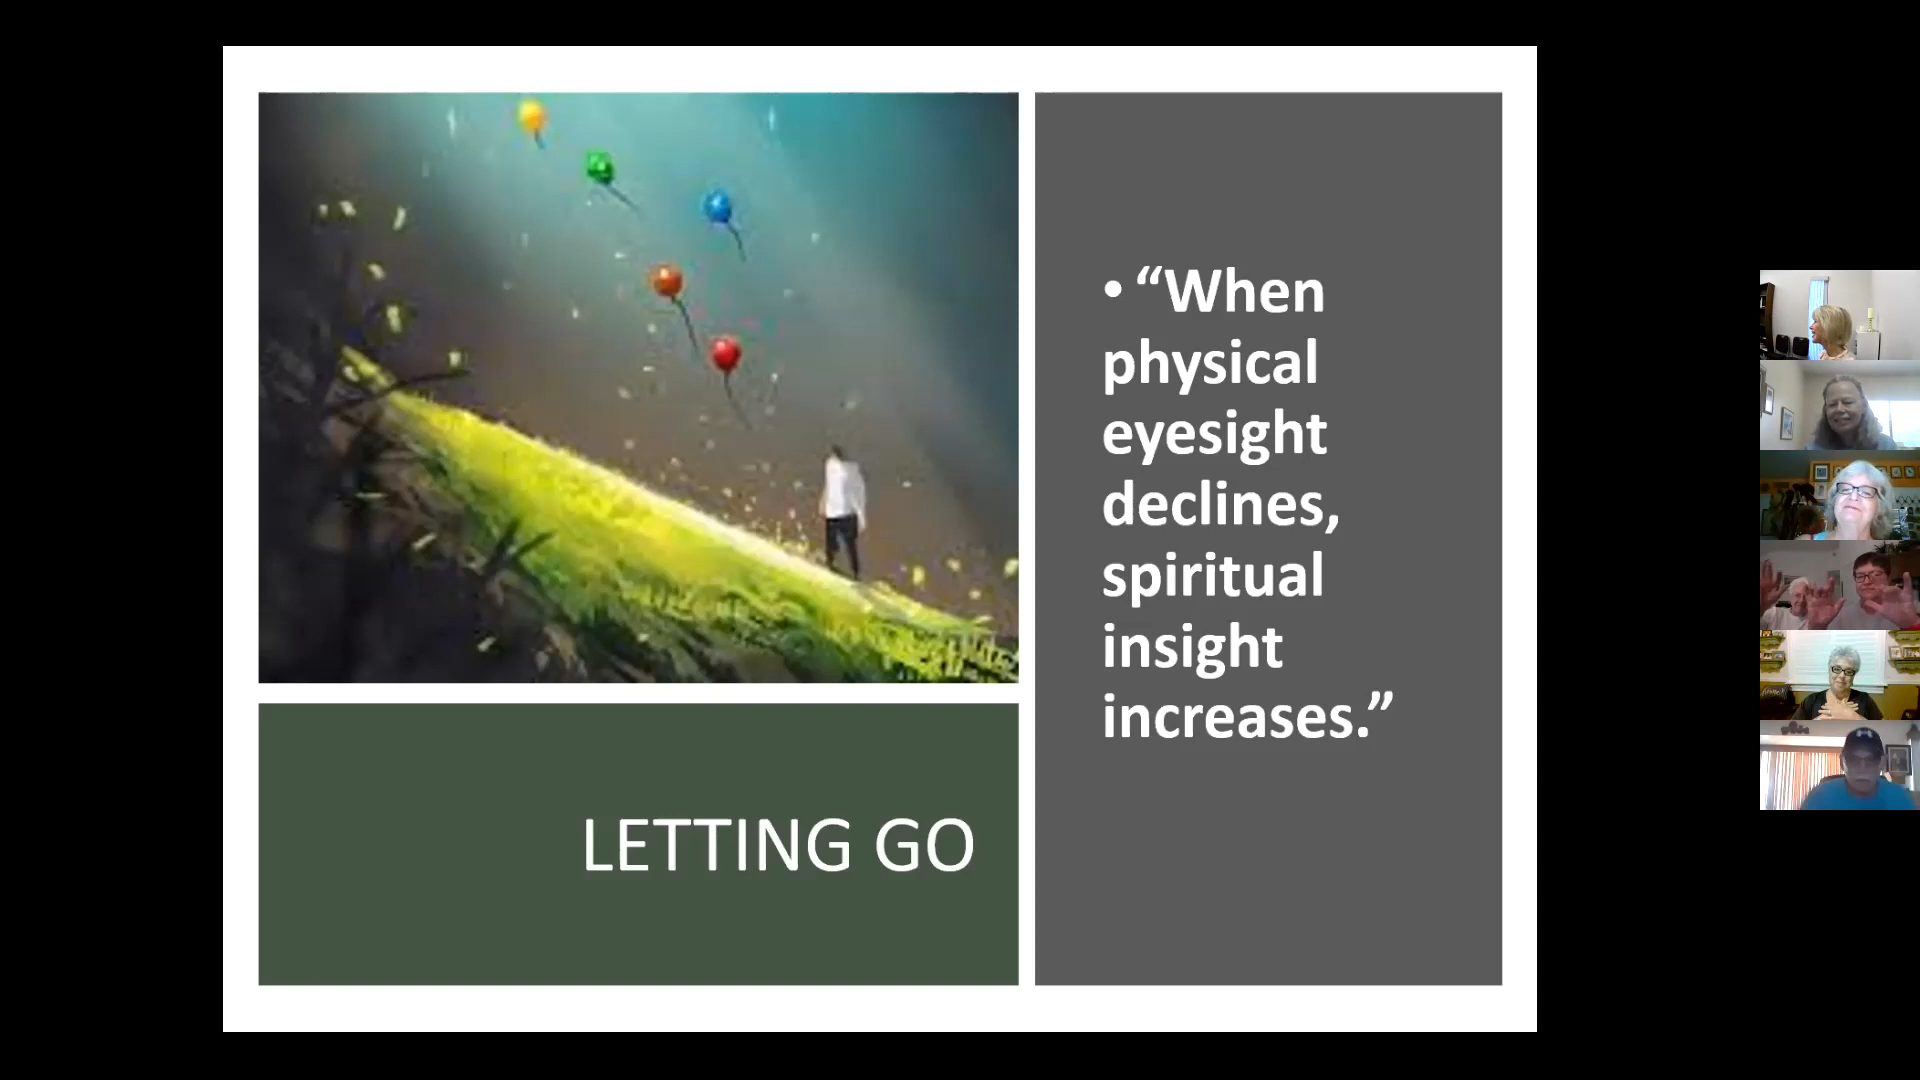 • “When
physical
eyesight
declines,
spiritual
insight
increases.”
LETTING GO